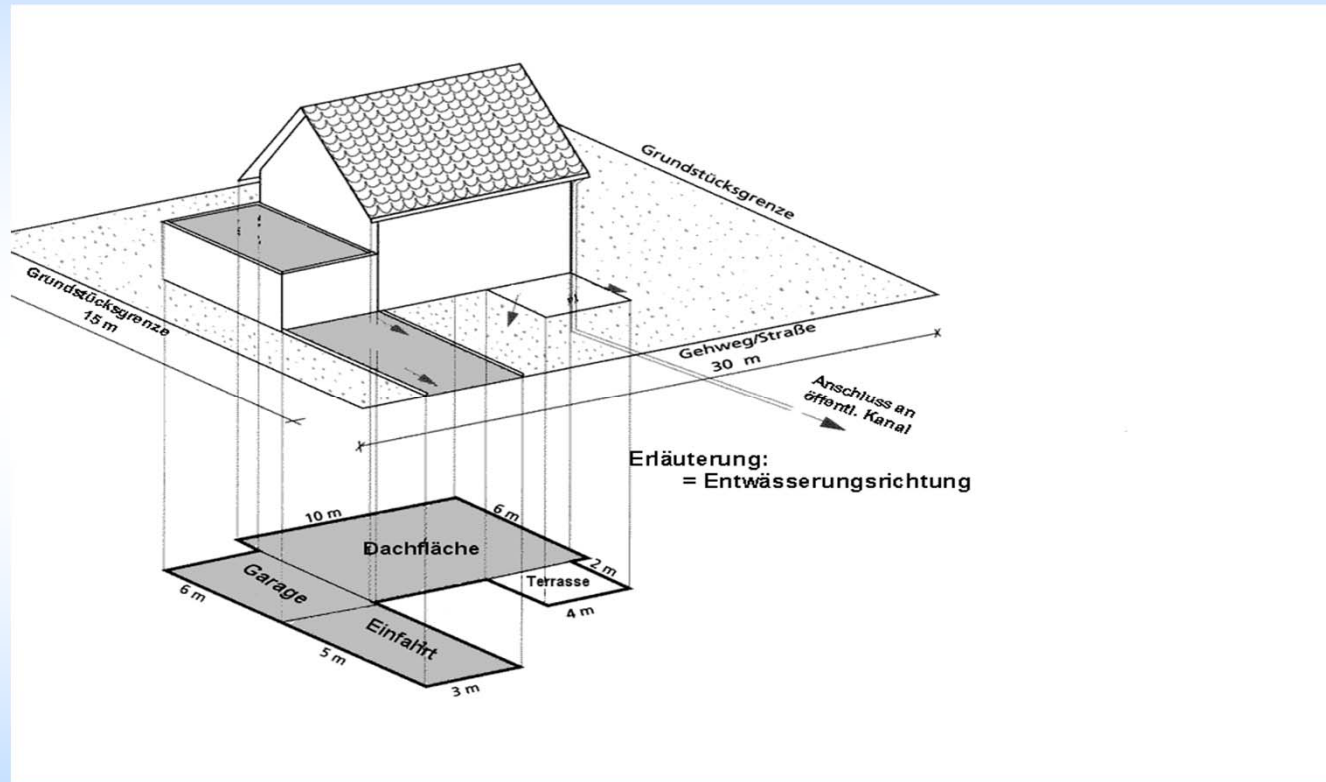 Grundstücksgrenze
Grundstücksgrenze
15 m
Gehweg/Straße
30 m
Anschluss an
öffentl. Kanal
Erläuterung:
= Entwässerungsrichtung
10 m
6 m
Dachfläche
2 m
Terrasse
4 m
Garage
6 m
Einfahrt
5 m
3 m